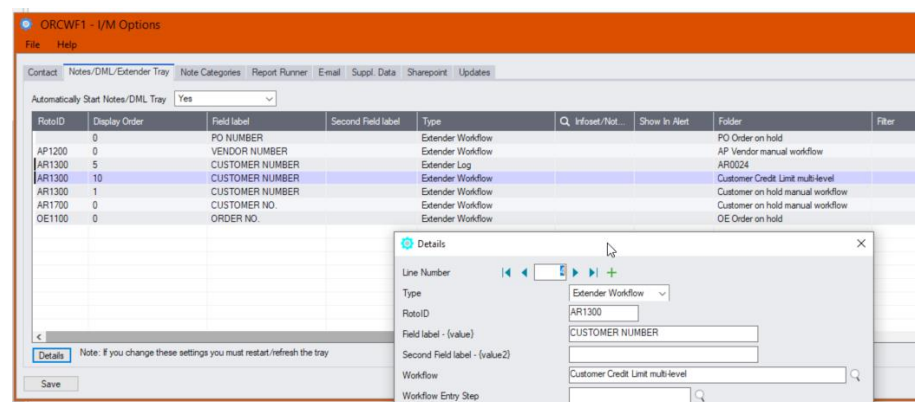 ORCWF1 - I/M Options
File Help
Contact Notes/DML/Extender Tray Note Categories Report Runner E-mail Suppl. Data Sharepoint Updates
Automatically Start Notes/DML Tray Yes
RotoID Display Order Field label Second Field label Type Infoset/Not... Show In Alert Folder Filter
0 PO NUMBER Extender Workflow PO Order on hold
AP1200 0 VENDOR NUMBER Extender Workflow AP Vendor manual workflow
AR1300 5 CUSTOMER NUMBER Extender Log AR0024
AR1300 10 CUSTOMER NUMBER Extender Workflow Customer Credit Limit multi-level
AR1300 1 CUSTOMER NUMBER Extender Workflow Customer on hold manual workflow
AR1700 0 CUSTOMER NO. Extender Workflow Customer on hold manual workflow
OE1100 0 ORDER NO. Extender Workflow OE Order on hold
Details
Line Number 4
Type Extender Workflow
RotoID AR1300
Field label - {value} CUSTOMER NUMBER
Second Field label - {value2}
Workflow Customer Credit Limit multi-level
Workflow Entry Step
Details Note: If you change these settings you must restart/refresh the tray
Save